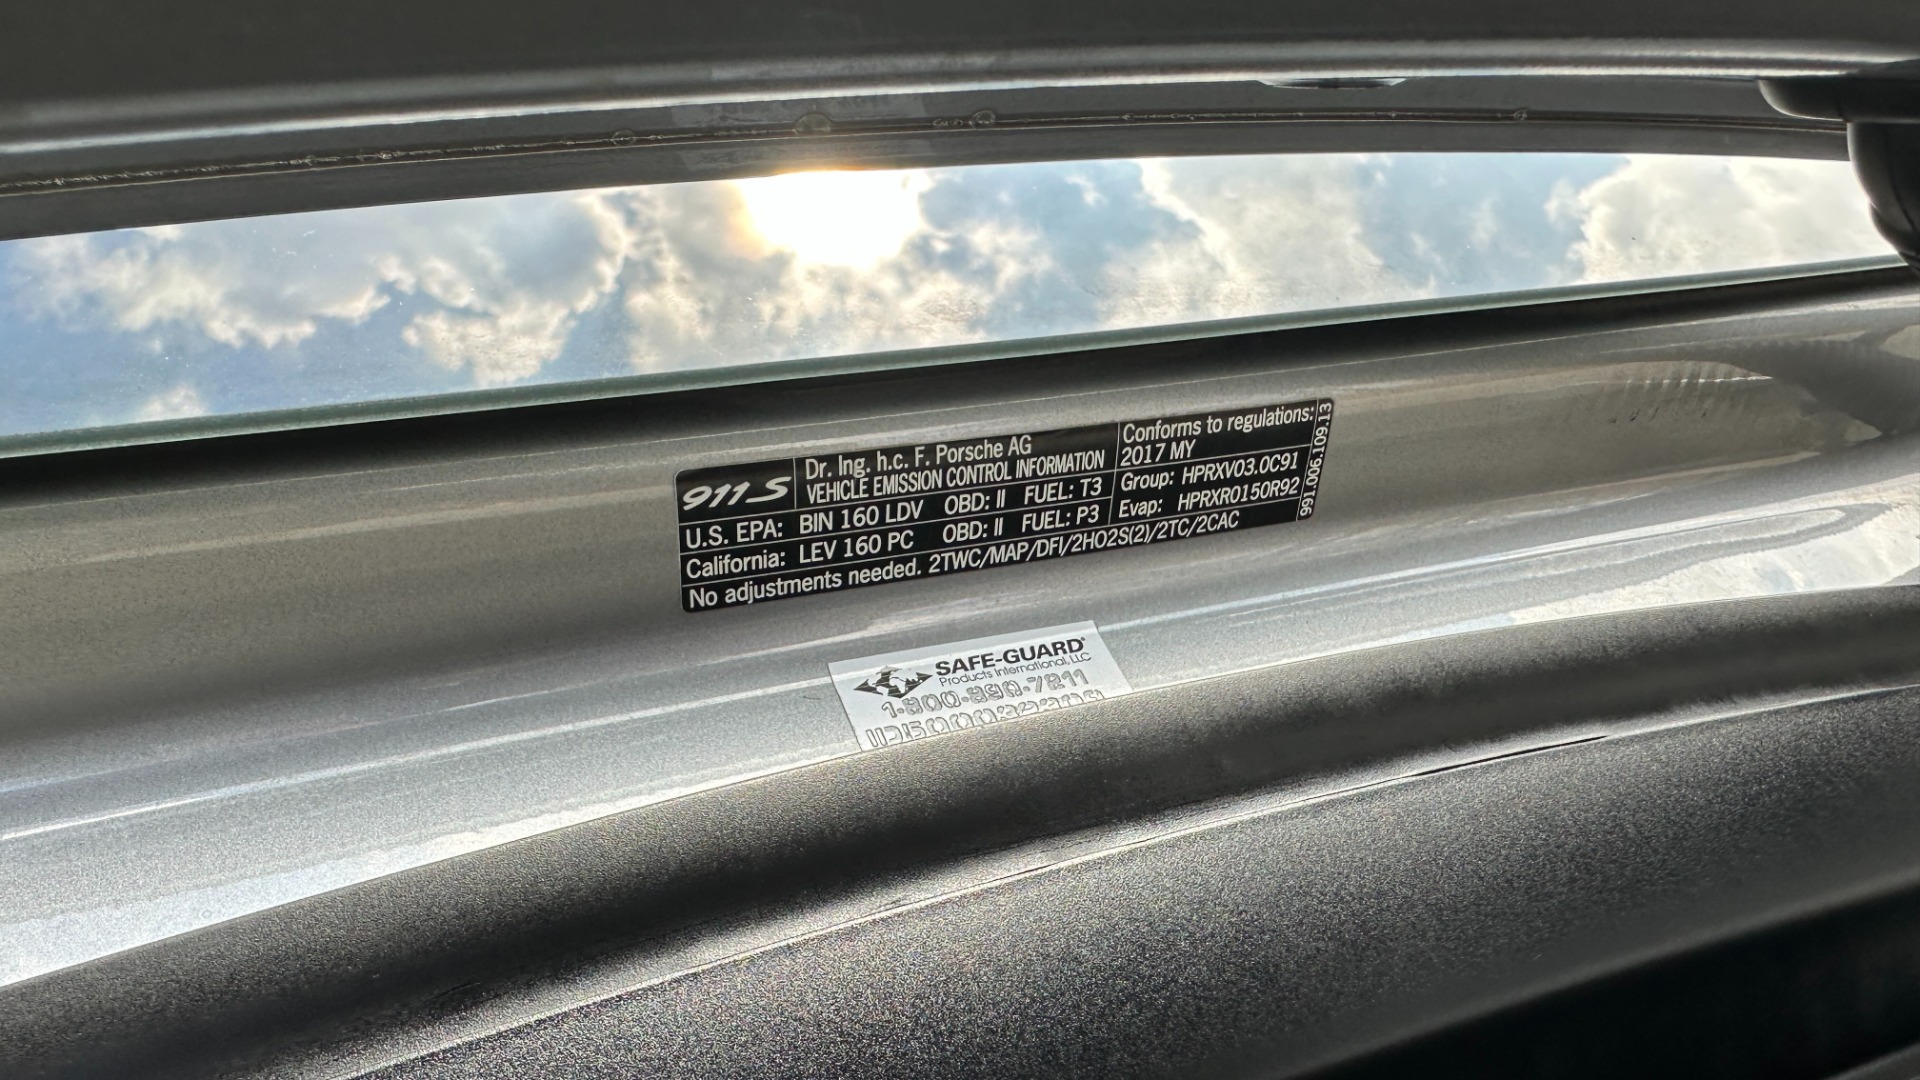 911 S
Dr. Ing. h.c. F. Porsche AG
VEHICLE EMISSION CONTROL INFORMATION
Conforms to regulations:
2017 MY
U.S. EPA: BIN 160 LDV OBD: II FUEL: T3
Group: HPRXV03.0C91
California: LEV 160 PC OBD: II FUEL: P3
Evap: HPRXR0150R92
No adjustments needed. 2TWC/MAP/DFI/2HO2S(2)/2TC/2CAC
991.006.109.13
SAFE-GUARD®
Products International, LLC
1-800-890-7811